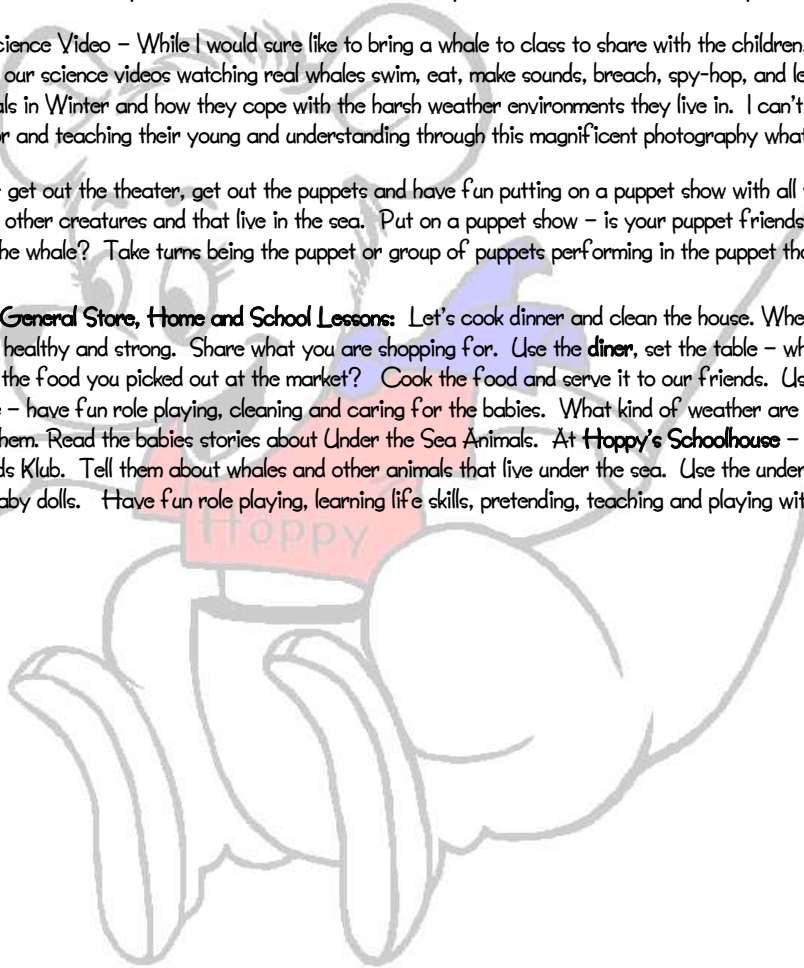 cience Video – While I would sure like to bring a whale to class to share with the children,
our science videos watching real whales swim, eat, make sounds, breach, spy-hop, and le
als in Winter and how they cope with the harsh weather environments they live in. I can't
or and teaching their young and understanding through this magnificent photography what
get out the theater, get out the puppets and have fun putting on a puppet show with all
other creatures and that live in the sea. Put on a puppet show – is your puppet friends
he whale? Take turns being the puppet or group of puppets performing in the puppet tho
General Store, Home and School Lessons: Let's cook dinner and clean the house. Whe
healthy and strong. Share what you are shopping for. Use the diner, set the table – wh
the food you picked out at the market? Cook the food and serve it to our friends. Us
e – have fun role playing, cleaning and caring for the babies. What kind of weather are
hem. Read the babies stories about Under the Sea Animals. At Hoppy's Schoolhouse –
ds Klub. Tell them about whales and other animals that live under the sea. Use the under
aby dolls. Have fun role playing, learning life skills, pretending, teaching and playing wit
Hoppy